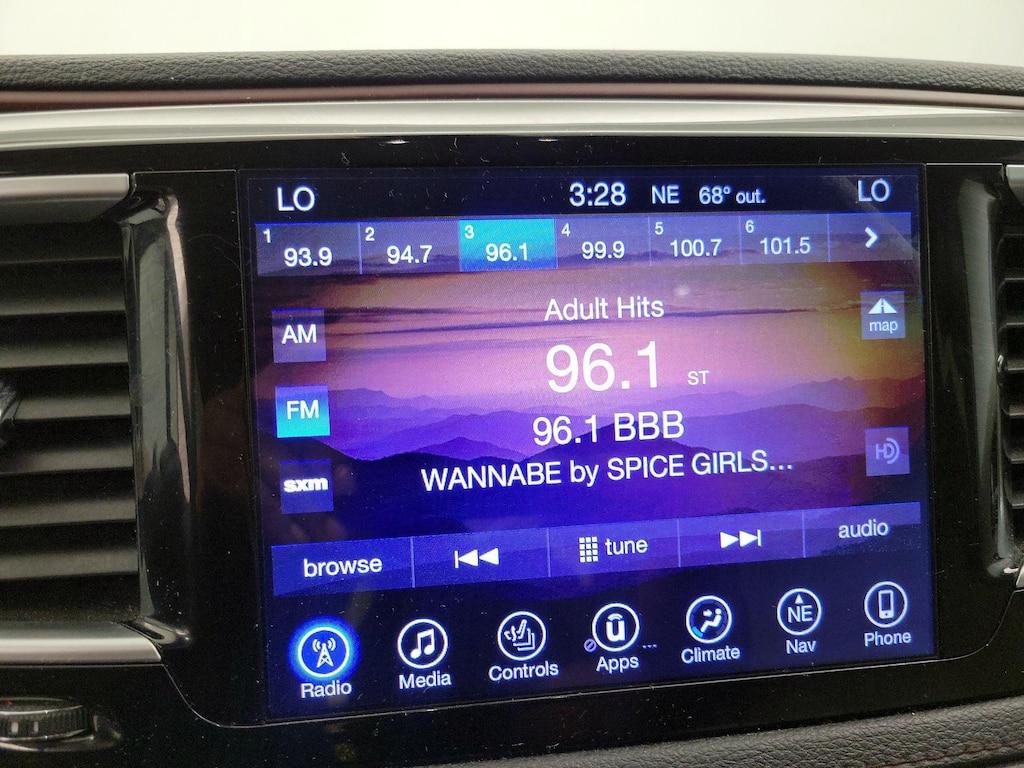 LO 3:28 NE 68° out. LO
1 93.9 2 94.7 3 96.1 4 99.9 5 100.7 6 101.5
Adult Hits
AM
map
96.1 ST
FM
96.1 BBB
HD
WANNABE by SPICE GIRLS...
sxm
browse tune audio
NE
Radio Media Controls Apps ... Climate Nav Phone